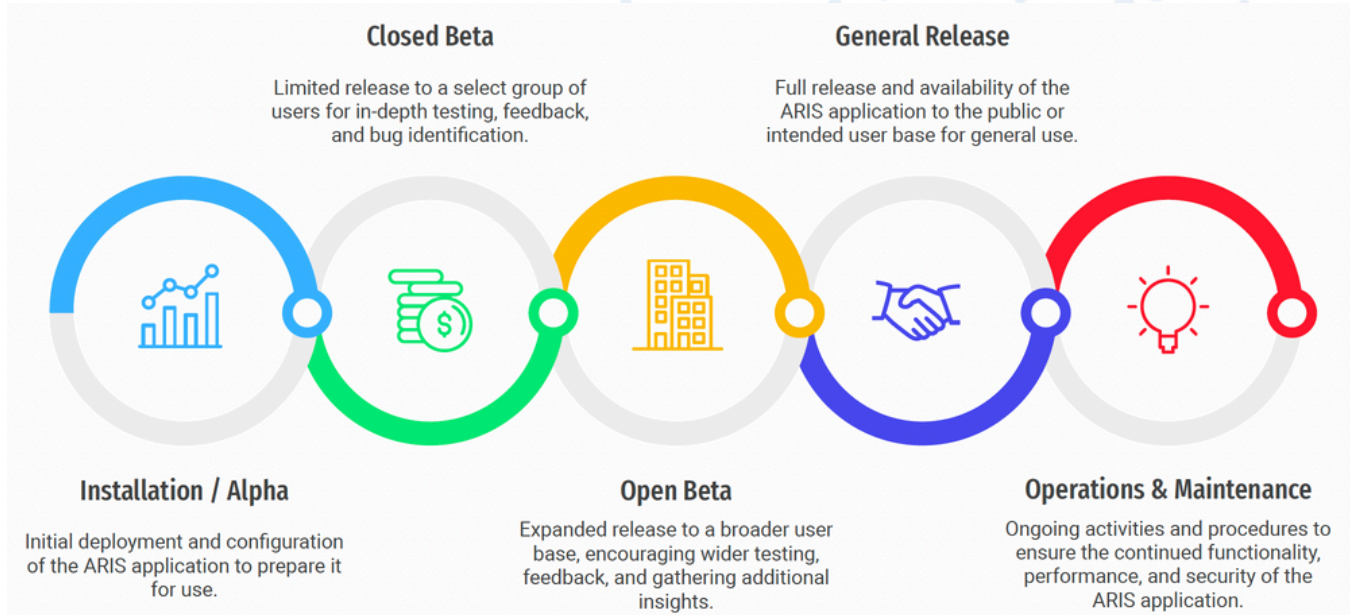 Closed Beta
Limited release to a select group of
users for in-depth testing, feedback,
and bug identification.
General Release
Full release and availability of the
ARIS application to the public or
intended user base for general use.
$
Installation / Alpha
Initial deployment and configuration
of the ARIS application to prepare it
for use.
Open Beta
Expanded release to a broader user
base, encouraging wider testing,
feedback, and gathering additional
insights.
Operations & Maintenance
Ongoing activities and procedures to
ensure the continued functionality,
performance, and security of the
ARIS application.